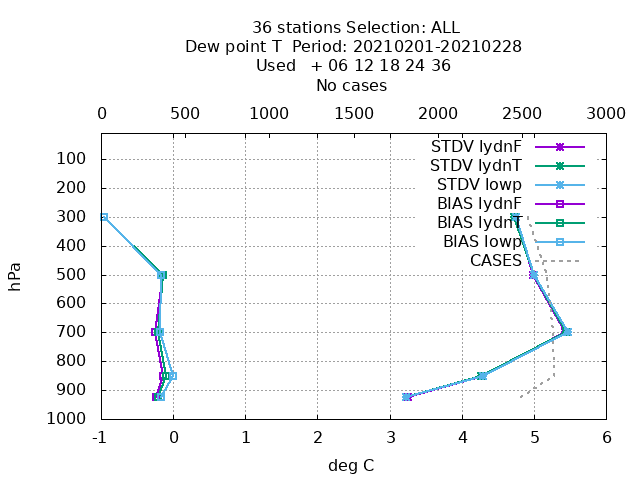 36 stations Selection: ALL
Dew point T  Period: 20210201-20210228
Used   + 06 12 18 24 36
No cases
0 500 1000 1500 2000 2500 3000
STDV lydnF
STDV lydnT
STDV lowp
BIAS lydnF
BIAS lydnT
BIAS lowp
CASES
hPa
100
200
300
400
500
600
700
800
900
1000
-1 0 1 2 3 4 5 6
deg C